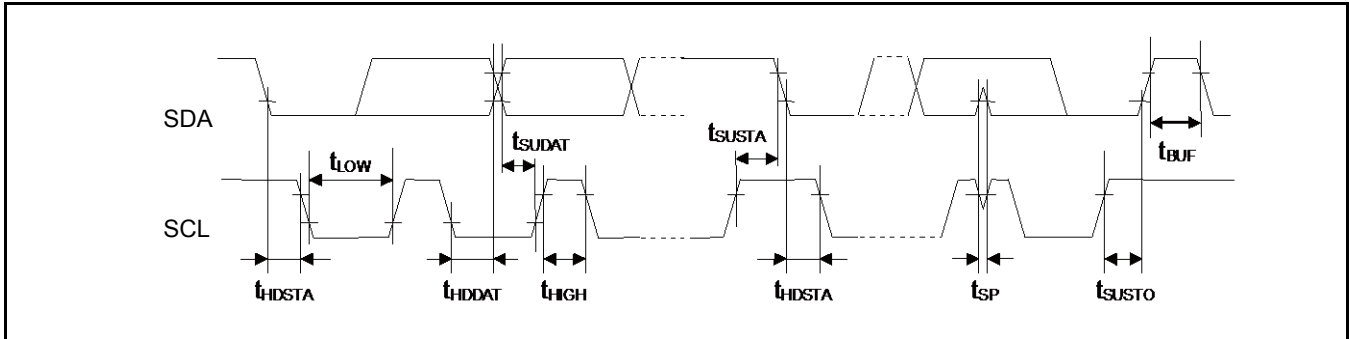 SDA
tSUDAT
tSUSTA
tBUF
tLOW
SCL
tHDSTA
tHDDAT
tHIGH
tHDSTA
tSP
tSUSTO